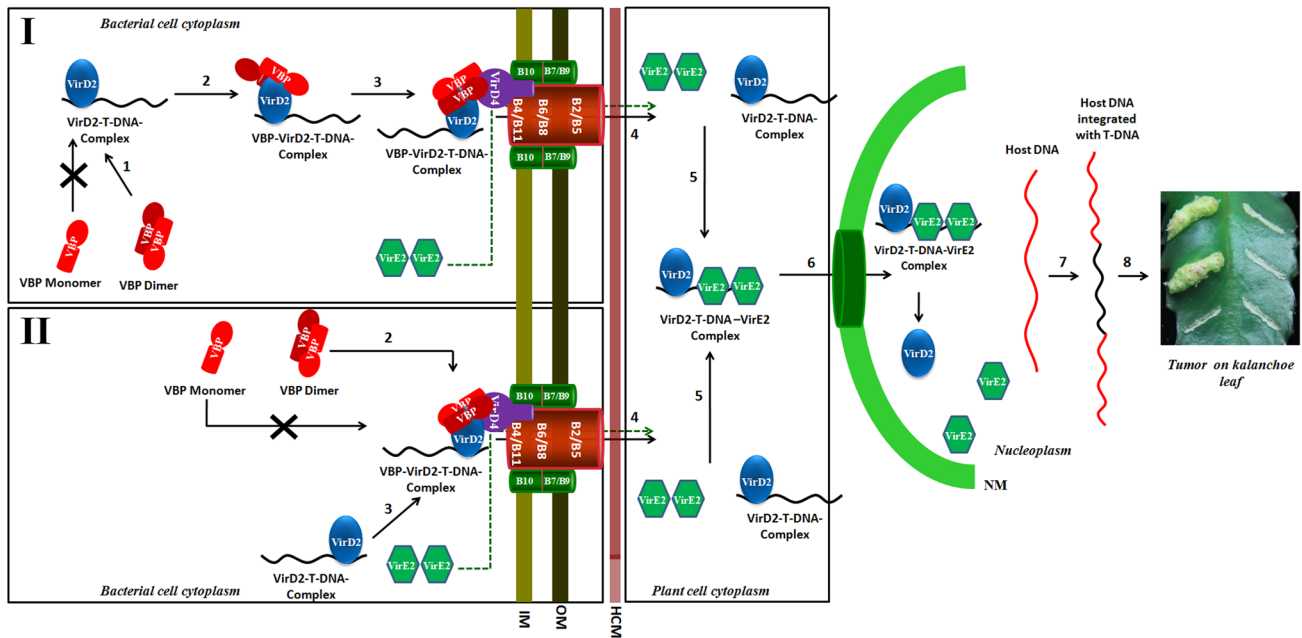 I
Bacterial cell cytoplasm
VirD2
VirD2-T-DNA-
Complex
1
VBP
VBP Monomer
VBP
VBP
VBP Dimer
2
VBP
VirD2
VBP-VirD2-T-DNA-
Complex
3
VBP
VBP
VirD4
VirD2
VBP-VirD2-T-DNA-
Complex
VirE2
VirE2
B10
B7/B9
B4/B11
B6/B8
B2/B5
B10
B7/B9
4
VirE2
VirE2
VirD2
VirD2-T-DNA-
Complex
5
VirD2
VirE2
VirE2
VirD2-T-DNA–VirE2
Complex
6
VirD2
VirE2
VirE2
VirD2-T-DNA-VirE2
Complex
VirD2
VirE2
VirE2
Nucleoplasm
NM
Host DNA
7
Host DNA
integrated
with T-DNA
8
Tumor on kalanchoe
leaf
II
VBP
VBP Monomer
VBP
VBP
VBP Dimer
2
VBP
VBP
VirD4
VirD2
VBP-VirD2-T-DNA-
Complex
3
VirD2
VirD2-T-DNA-
Complex
VirE2
VirE2
B10
B7/B9
B4/B11
B6/B8
B2/B5
B10
B7/B9
4
5
VirE2
VirE2
VirD2
VirD2-T-DNA-
Complex
Bacterial cell cytoplasm
Plant cell cytoplasm
IM
OM
HCM